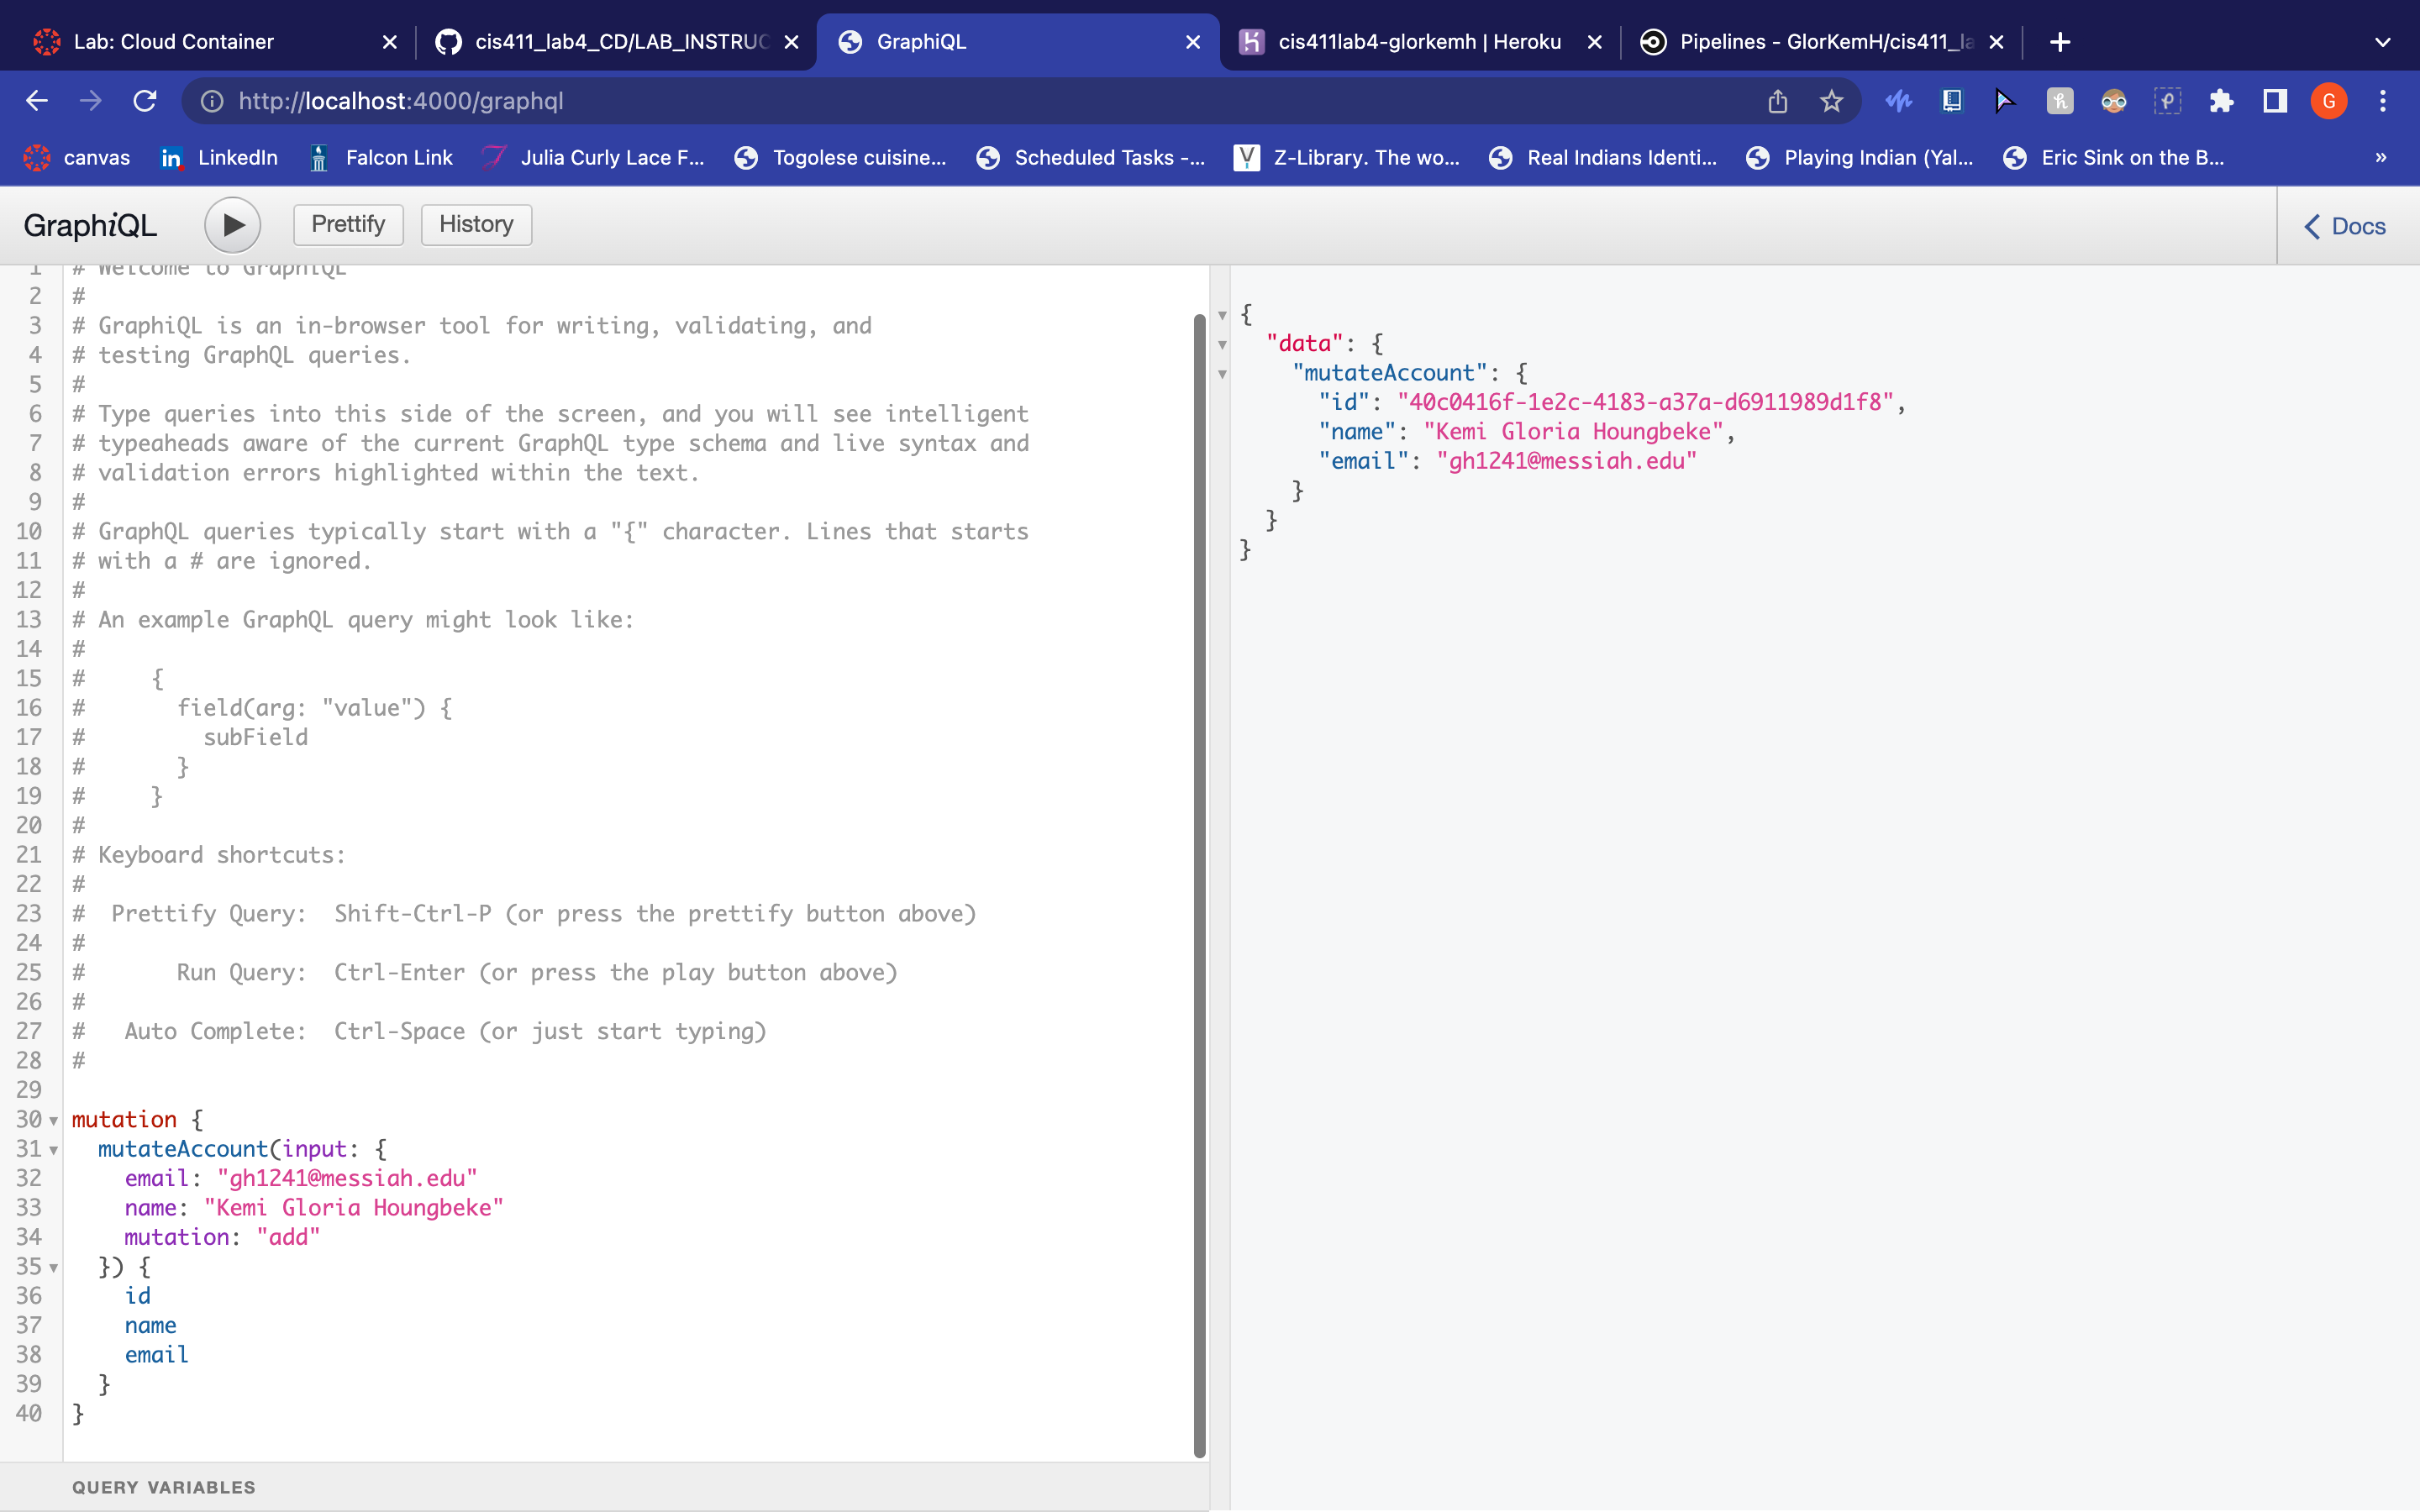 Lab: Cloud Container
cis411_lab4_CD/LAB_INSTRUC
GraphiQL
cis411lab4-glorkemh | Heroku
Pipelines - GlorKemH/cis411_la
http://localhost:4000/graphql
G
canvas
LinkedIn
Falcon Link
Julia Curly Lace F...
Togolese cuisine...
Scheduled Tasks -...
Z-Library. The wo...
Real Indians Identi...
Playing Indian (Yal...
Eric Sink on the B...
»
GraphiQL
Prettify
History
Docs
1 # Welcome to GraphiQL
2 #
3 # GraphiQL is an in-browser tool for writing, validating, and
4 # testing GraphQL queries.
5 #
6 # Type queries into this side of the screen, and you will see intelligent
7 # typeaheads aware of the current GraphQL type schema and live syntax and
8 # validation errors highlighted within the text.
9 #
10 # GraphQL queries typically start with a "{" character. Lines that starts
11 # with a # are ignored.
12 #
13 # An example GraphQL query might look like:
14 #
15 #     {
16 #       field(arg: "value") {
17 #         subField
18 #       }
19 #     }
20 #
21 # Keyboard shortcuts:
22 #
23 #  Prettify Query:  Shift-Ctrl-P (or press the prettify button above)
24 #
25 #       Run Query:  Ctrl-Enter (or press the play button above)
26 #
27 #   Auto Complete:  Ctrl-Space (or just start typing)
28 #
29
30 mutation {
31   mutateAccount(input: {
32     email: "gh1241@messiah.edu"
33     name: "Kemi Gloria Houngbeke"
34     mutation: "add"
35   }) {
36     id
37     name
38     email
39   }
40 }
QUERY VARIABLES
{
  "data": {
    "mutateAccount": {
      "id": "40c0416f-1e2c-4183-a37a-d6911989d1f8",
      "name": "Kemi Gloria Houngbeke",
      "email": "gh1241@messiah.edu"
    }
  }
}